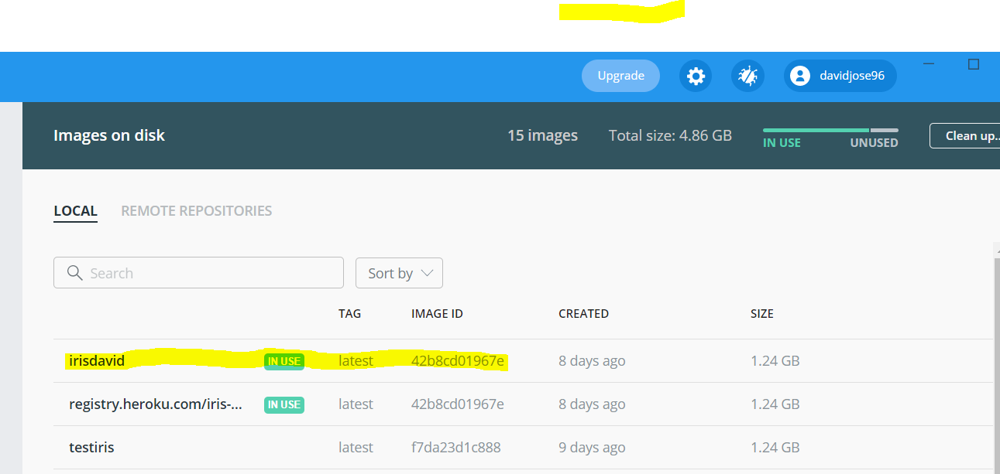 Upgrade davidjose96
Images on disk 15 images Total size: 4.86 GB IN USE UNUSED Clean up..
LOCAL REMOTE REPOSITORIES
Search Sort by
TAG IMAGE ID CREATED SIZE
irisdavid IN USE latest 42b8cd01967e 8 days ago 1.24 GB
registry.heroku.com/iris-... IN USE latest 42b8cd01967e 8 days ago 1.24 GB
testiris latest f7da23d1c888 9 days ago 1.24 GB